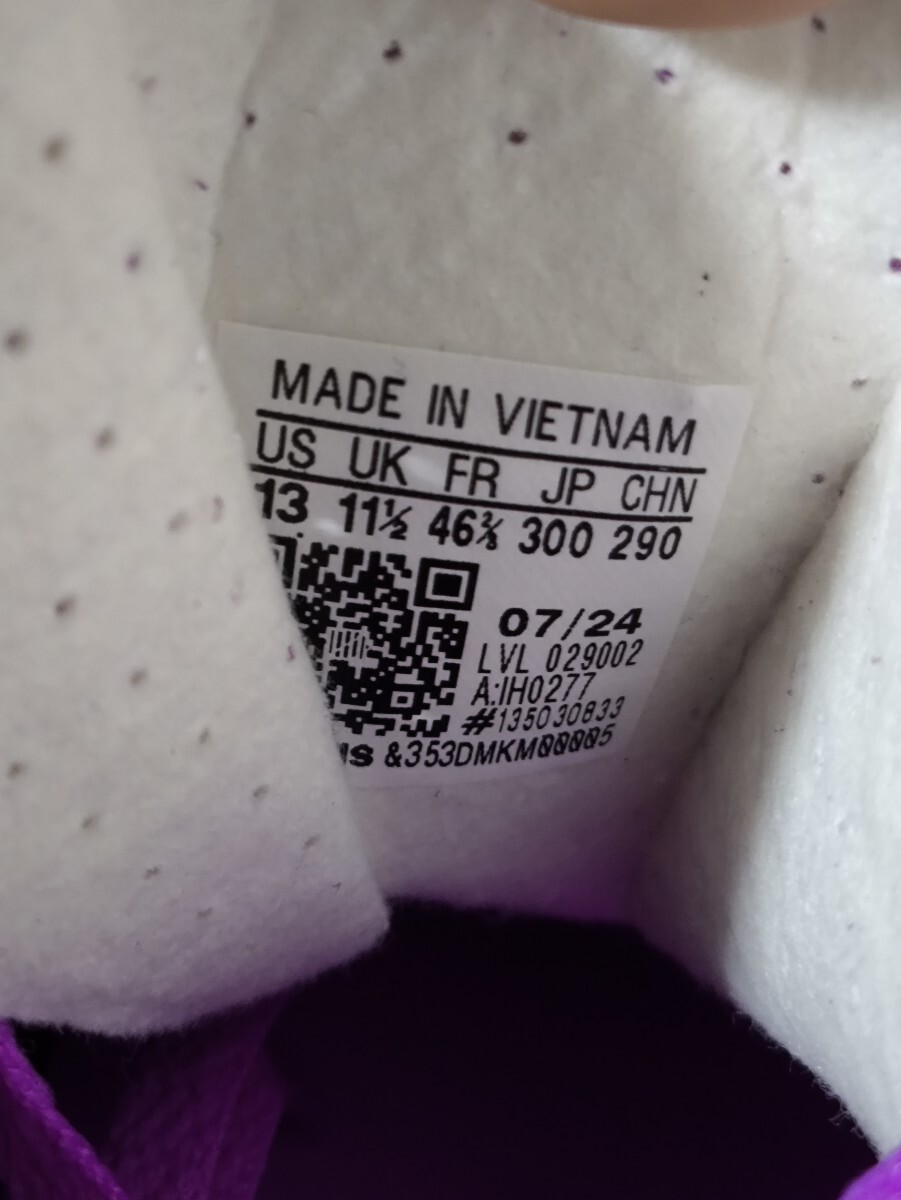 MADE IN VIETNAM
US UK FR JP CHN
13 11½ 46⅔ 300 290
07/24
LVL 029002
A:IH0277
#135030833
&353DMKM00005